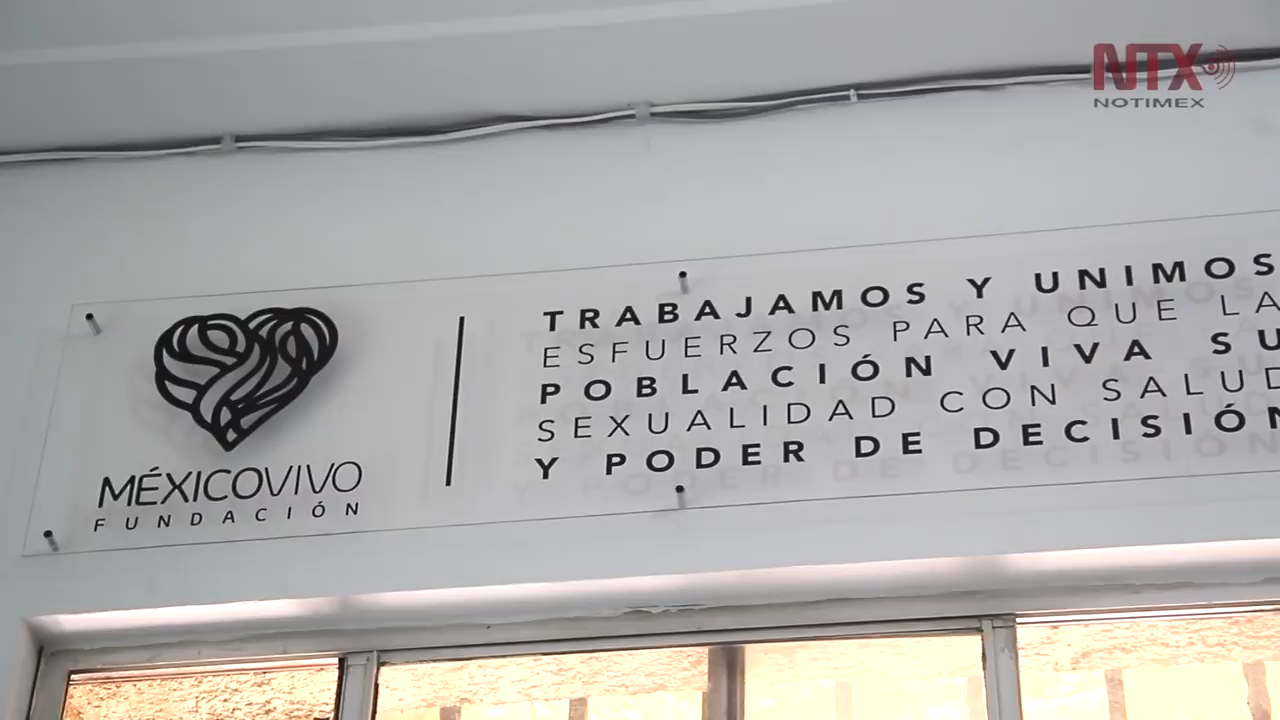 NTX
NOTIMEX
TRABAJAMOS Y UNIMOS
ESFUERZOS PARA QUE LA
POBLACIÓN VIVA SU
SEXUALIDAD CON SALUD
Y PODER DE DECISIÓN
MÉXICOVIVO
FUNDACIÓN